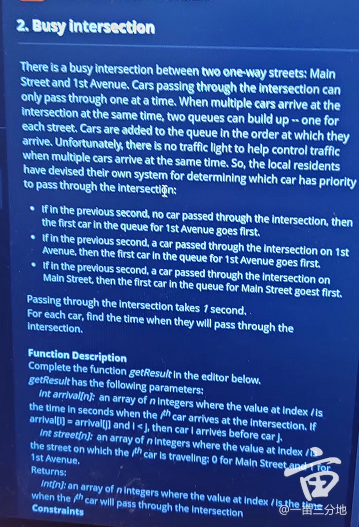 2. Busy Intersection
There is a busy intersection between two one-way streets: Main
Street and 1st Avenue. Cars passing through the intersection can
only pass through one at a time. When multiple cars arrive at the
intersection at the same time, two queues can build up -- one for
each street. Cars are added to the queue in the order at which they
arrive. Unfortunately, there is no traffic light to help control traffic
when multiple cars arrive at the same time. So, the local residents
have devised their own system for determining which car has priority
to pass through the intersection:
• If in the previous second, no car passed through the intersection, then
the first car in the queue for 1st Avenue goes first.
• If in the previous second, a car passed through the intersection on 1st
Avenue, then the first car in the queue for 1st Avenue goes first.
• If in the previous second, a car passed through the intersection on
Main Street, then the first car in the queue for Main Street goest first.
Passing through the intersection takes 1 second.
For each car, find the time when they will pass through the
intersection.
Function Description
Complete the function getResult in the editor below.
getResult has the following parameters:
int arrival[n]: an array of n integers where the value at index i is
the time in seconds when the ith car arrives at the intersection. If
arrival[i] = arrival[j] and i < j, then car i arrives before car j.
int street[n]: an array of n integers where the value at index i is
the street on which the ith car is traveling: 0 for Main Street and 1 for
1st Avenue.
Returns:
int[n]: an array of n integers where the value at index i is the time
when the ith car will pass through the intersection
Constraints
@一亩三分地